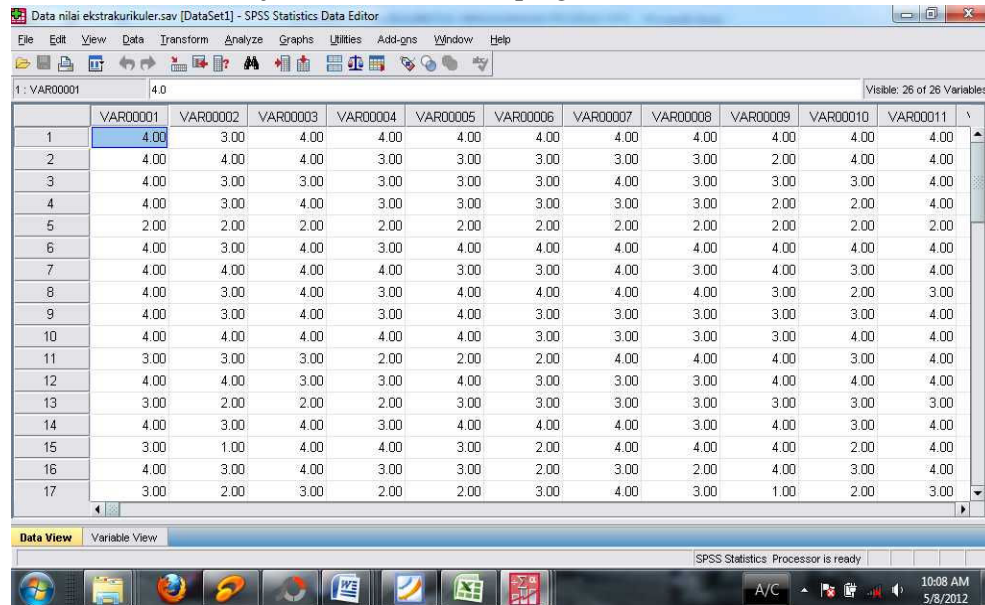 Data nilai ekstrakurikuler.sav [DataSet1] - SPSS Statistics Data Editor
File Edit View Data Transform Analyze Graphs Utilities Add-ons Window Help
1 : VAR00001 4.0 Visible: 26 of 26 Variables
VAR00001 VAR00002 VAR00003 VAR00004 VAR00005 VAR00006 VAR00007 VAR00008 VAR00009 VAR00010 VAR00011
1 4.00 3.00 4.00 4.00 4.00 4.00 4.00 4.00 4.00 4.00 4.00
2 4.00 4.00 4.00 3.00 3.00 3.00 3.00 3.00 2.00 4.00 4.00
3 4.00 3.00 3.00 3.00 3.00 3.00 4.00 3.00 3.00 3.00 4.00
4 4.00 3.00 4.00 3.00 3.00 3.00 3.00 3.00 2.00 2.00 4.00
5 2.00 2.00 2.00 2.00 2.00 2.00 2.00 2.00 2.00 2.00 2.00
6 4.00 3.00 4.00 3.00 4.00 4.00 4.00 4.00 4.00 4.00 4.00
7 4.00 4.00 4.00 4.00 3.00 3.00 4.00 3.00 4.00 3.00 4.00
8 4.00 3.00 4.00 3.00 4.00 4.00 4.00 4.00 3.00 2.00 3.00
9 4.00 3.00 4.00 3.00 4.00 3.00 3.00 3.00 3.00 3.00 4.00
10 4.00 4.00 4.00 4.00 4.00 3.00 3.00 3.00 3.00 4.00 4.00
11 3.00 3.00 3.00 2.00 2.00 2.00 4.00 4.00 4.00 3.00 4.00
12 4.00 4.00 3.00 3.00 4.00 3.00 3.00 3.00 4.00 4.00 4.00
13 3.00 2.00 2.00 2.00 3.00 3.00 3.00 3.00 3.00 3.00 3.00
14 4.00 3.00 4.00 3.00 4.00 4.00 4.00 3.00 4.00 3.00 4.00
15 3.00 1.00 4.00 4.00 3.00 2.00 4.00 4.00 4.00 2.00 4.00
16 4.00 3.00 4.00 3.00 3.00 2.00 3.00 2.00 4.00 3.00 4.00
17 3.00 2.00 3.00 2.00 2.00 3.00 4.00 3.00 1.00 2.00 3.00
Data View Variable View
SPSS Statistics Processor is ready
A/C 10:08 AM
5/8/2012